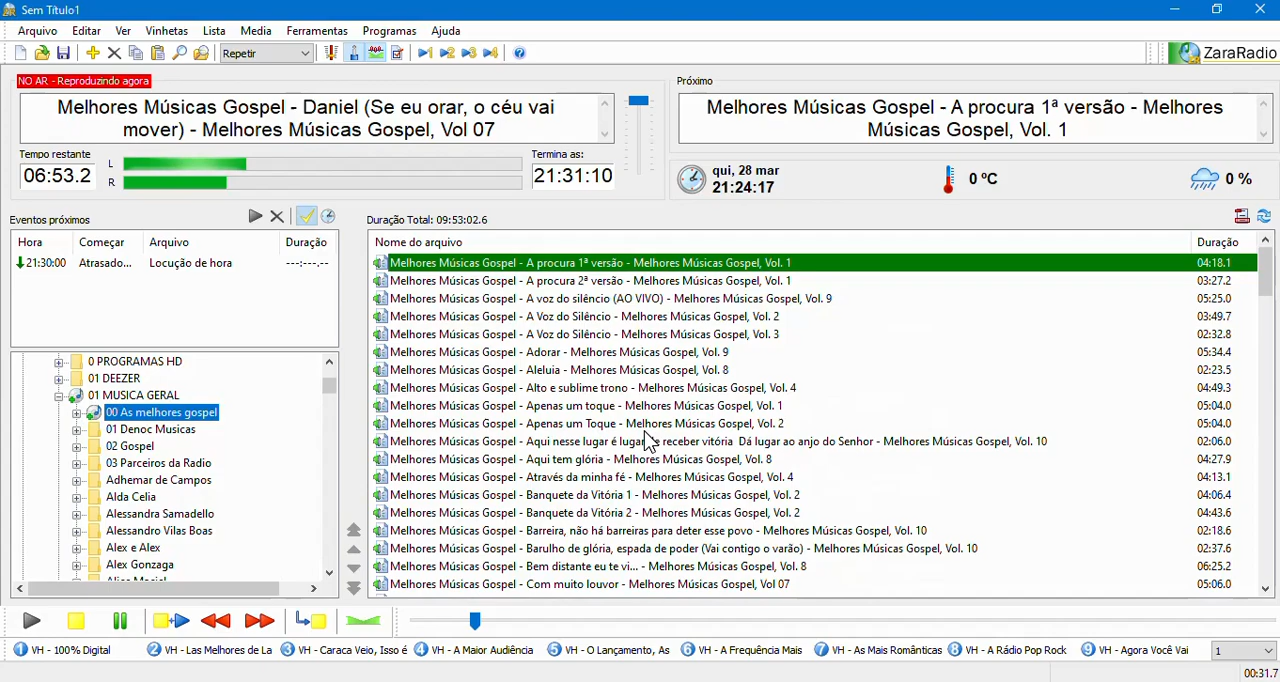 Sem Título1
Arquivo Editar Ver Vinhetas Lista Media Ferramentas Programas Ajuda
Repetir 1 2 3 4 ZaraRadio
NO AR - Reproduzindo agora
Melhores Músicas Gospel - Daniel (Se eu orar, o céu vai
mover) - Melhores Músicas Gospel, Vol 07
Próximo
Melhores Músicas Gospel - A procura 1ª versão - Melhores
Músicas Gospel, Vol. 1
Tempo restante
06:53.2
L
R
Termina as:
21:31:10
qui, 28 mar
21:24:17
0 ºC
0 %
Eventos próximos
Hora Começar Arquivo Duração
21:30:00 Atrasado... Locução de hora ---:---.--
Duração Total: 09:53:02.6
Nome do arquivo Duração
Melhores Músicas Gospel - A procura 1ª versão - Melhores Músicas Gospel, Vol. 1 04:18.1
Melhores Músicas Gospel - A procura 2ª versão - Melhores Músicas Gospel, Vol. 1 03:27.2
Melhores Músicas Gospel - A voz do silêncio (AO VIVO) - Melhores Músicas Gospel, Vol. 9 05:25.0
Melhores Músicas Gospel - A Voz do Silêncio - Melhores Músicas Gospel, Vol. 2 03:49.7
Melhores Músicas Gospel - A Voz do Silêncio - Melhores Músicas Gospel, Vol. 3 02:32.8
Melhores Músicas Gospel - Adorar - Melhores Músicas Gospel, Vol. 9 05:34.4
Melhores Músicas Gospel - Aleluia - Melhores Músicas Gospel, Vol. 8 02:23.5
Melhores Músicas Gospel - Alto e sublime trono - Melhores Músicas Gospel, Vol. 4 04:49.3
Melhores Músicas Gospel - Apenas um toque - Melhores Músicas Gospel, Vol. 1 05:04.0
Melhores Músicas Gospel - Apenas um Toque - Melhores Músicas Gospel, Vol. 2 05:04.0
Melhores Músicas Gospel - Aqui nesse lugar é lugar receber vitória Dá lugar ao anjo do Senhor - Melhores Músicas Gospel, Vol. 10 02:06.0
Melhores Músicas Gospel - Aqui tem glória - Melhores Músicas Gospel, Vol. 8 04:27.9
Melhores Músicas Gospel - Através da minha fé - Melhores Músicas Gospel, Vol. 4 04:13.1
Melhores Músicas Gospel - Banquete da Vitória 1 - Melhores Músicas Gospel, Vol. 2 04:06.4
Melhores Músicas Gospel - Banquete da Vitória 2 - Melhores Músicas Gospel, Vol. 2 04:43.6
Melhores Músicas Gospel - Barreira, não há barreiras para deter esse povo - Melhores Músicas Gospel, Vol. 10 02:18.6
Melhores Músicas Gospel - Barulho de glória, espada de poder (Vai contigo o varão) - Melhores Músicas Gospel, Vol. 10 02:37.6
Melhores Músicas Gospel - Bem distante eu te vi... - Melhores Músicas Gospel, Vol. 8 06:25.2
Melhores Músicas Gospel - Com muito louvor - Melhores Músicas Gospel, Vol 07 05:06.0
0 PROGRAMAS HD
01 DEEZER
01 MUSICA GERAL
00 As melhores gospel
01 Denoc Musicas
02 Gospel
03 Parceiros da Radio
Adhemar de Campos
Alda Celia
Alessandra Samadello
Alessandro Vilas Boas
Alex e Alex
Alex Gonzaga
1 VH - 100% Digital 2 VH - Las Melhores de La 3 VH - Caraca Veio, Isso é 4 VH - A Maior Audiência 5 VH - O Lançamento, As 6 VH - A Frequência Mais 7 VH - As Mais Românticas 8 VH - A Rádio Pop Rock 9 VH - Agora Você Vai 1
00:31.7